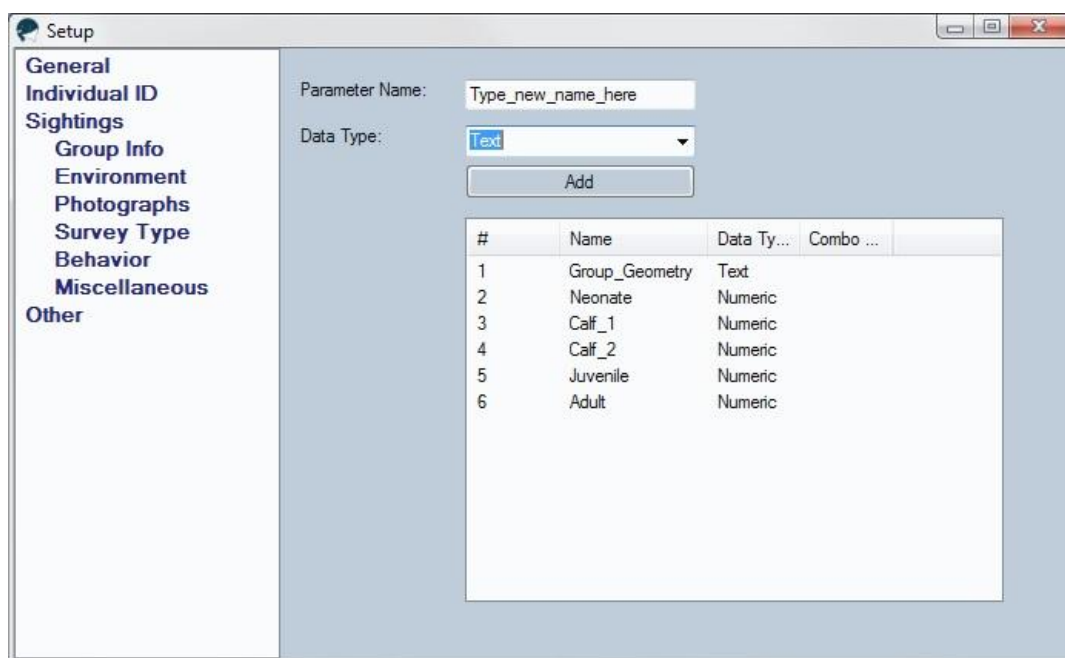 Setup
General
Individual ID
Sightings
Group Info
Environment
Photographs
Survey Type
Behavior
Miscellaneous
Other
Parameter Name: Type_new_name_here
Data Type: Text
Add
# Name Data Ty... Combo ...
1 Group_Geometry Text
2 Neonate Numeric
3 Calf_1 Numeric
4 Calf_2 Numeric
5 Juvenile Numeric
6 Adult Numeric